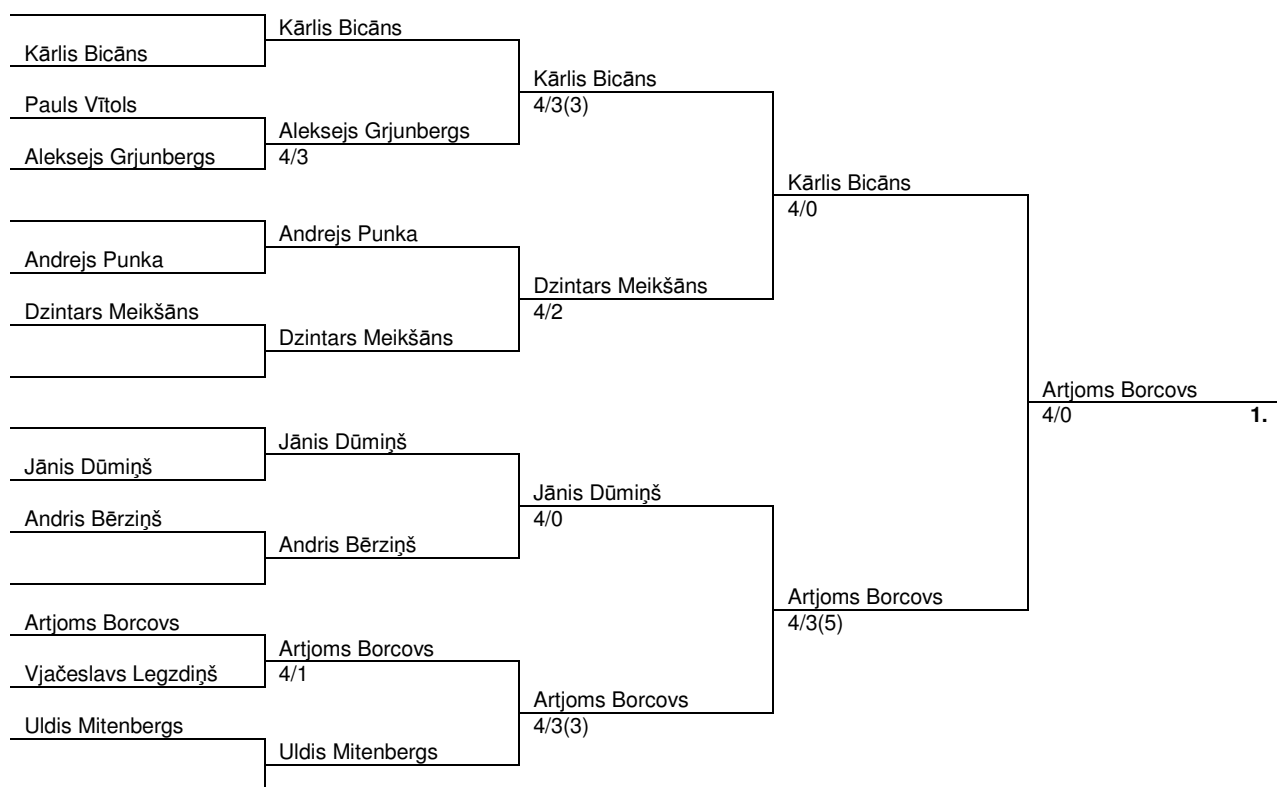 Kārlis Bicāns
Kārlis Bicāns
Pauls Vītols
Aleksejs Grjunbergs
Aleksejs Grjunbergs
4/3
Kārlis Bicāns
4/3(3)
Andrejs Punka
Andrejs Punka
Dzintars Meikšāns
Dzintars Meikšāns
Dzintars Meikšāns
4/2
Kārlis Bicāns
4/0
Jānis Dūmiņš
Jānis Dūmiņš
Andris Bērziņš
Andris Bērziņš
Jānis Dūmiņš
4/0
Artjoms Borcovs
Vjačeslavs Legzdiņš
Artjoms Borcovs
4/1
Uldis Mitenbergs
Uldis Mitenbergs
Artjoms Borcovs
4/3(3)
Artjoms Borcovs
4/3(5)
Artjoms Borcovs
4/0 1.